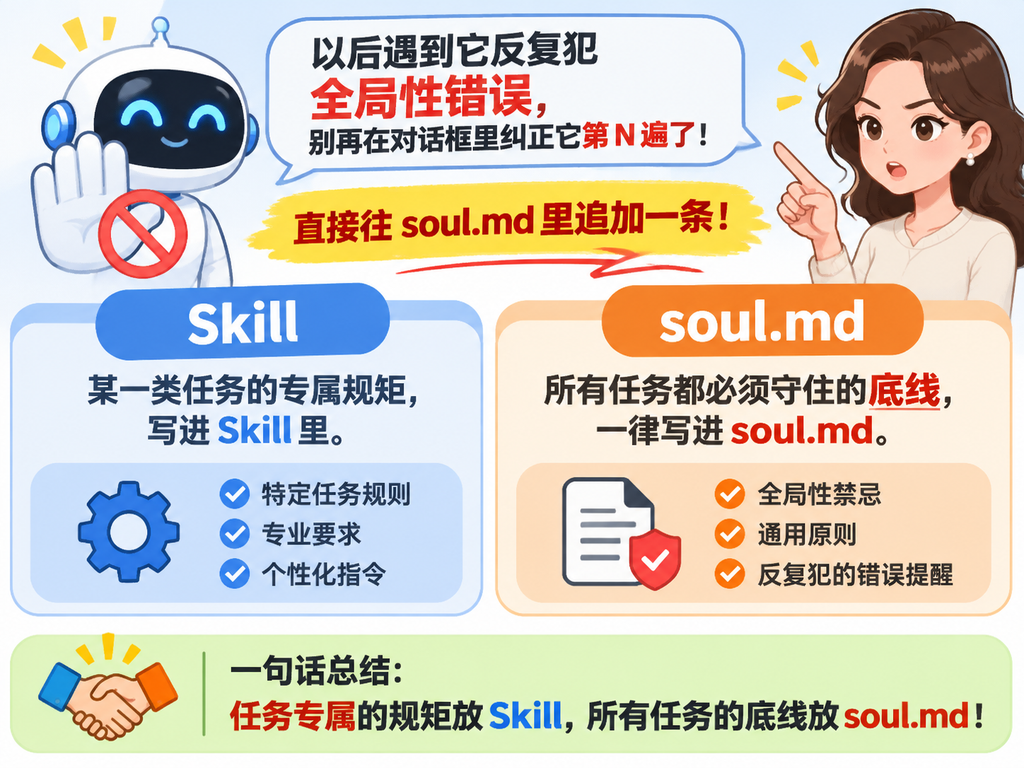 以后遇到它反复犯
全局性错误，
别再在对话框里纠正它第 N 遍了！
直接往 soul.md 里追加一条！
Skill
某一类任务的专属规矩，
写进 Skill 里。
特定任务规则
专业要求
个性化指令
soul.md
所有任务都必须守住的底线，
一律写进 soul.md。
全局性禁忌
通用原则
反复犯的错误提醒
一句话总结：
任务专属的规矩放 Skill，所有任务的底线放 soul.md！